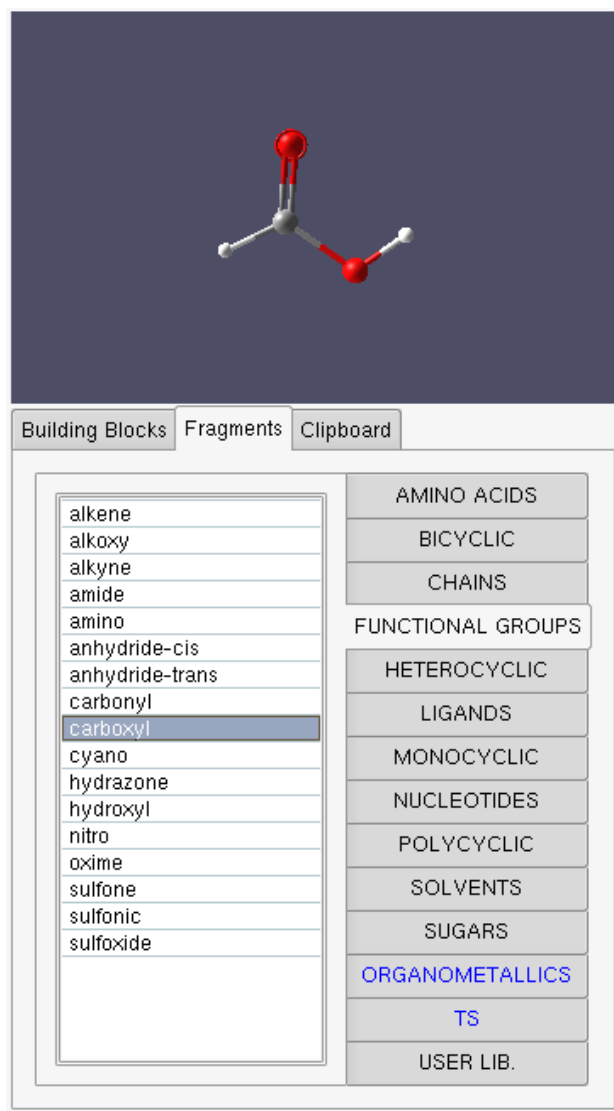 Building Blocks Fragments Clipboard
alkene
alkoxy
alkyne
amide
amino
anhydride-cis
anhydride-trans
carbonyl
carboxyl
cyano
hydrazone
hydroxyl
nitro
oxime
sulfone
sulfonic
sulfoxide
AMINO ACIDS
BICYCLIC
CHAINS
FUNCTIONAL GROUPS
HETEROCYCLIC
LIGANDS
MONOCYCLIC
NUCLEOTIDES
POLYCYCLIC
SOLVENTS
SUGARS
ORGANOMETALLICS
TS
USER LIB.